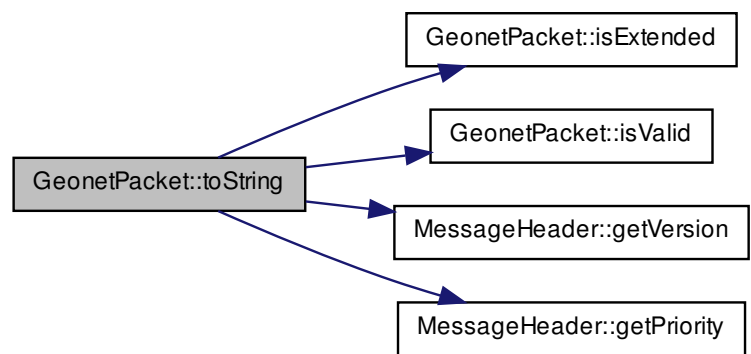 GeonetPacket::isExtended
GeonetPacket::isValid
GeonetPacket::toString
MessageHeader::getVersion
MessageHeader::getPriority